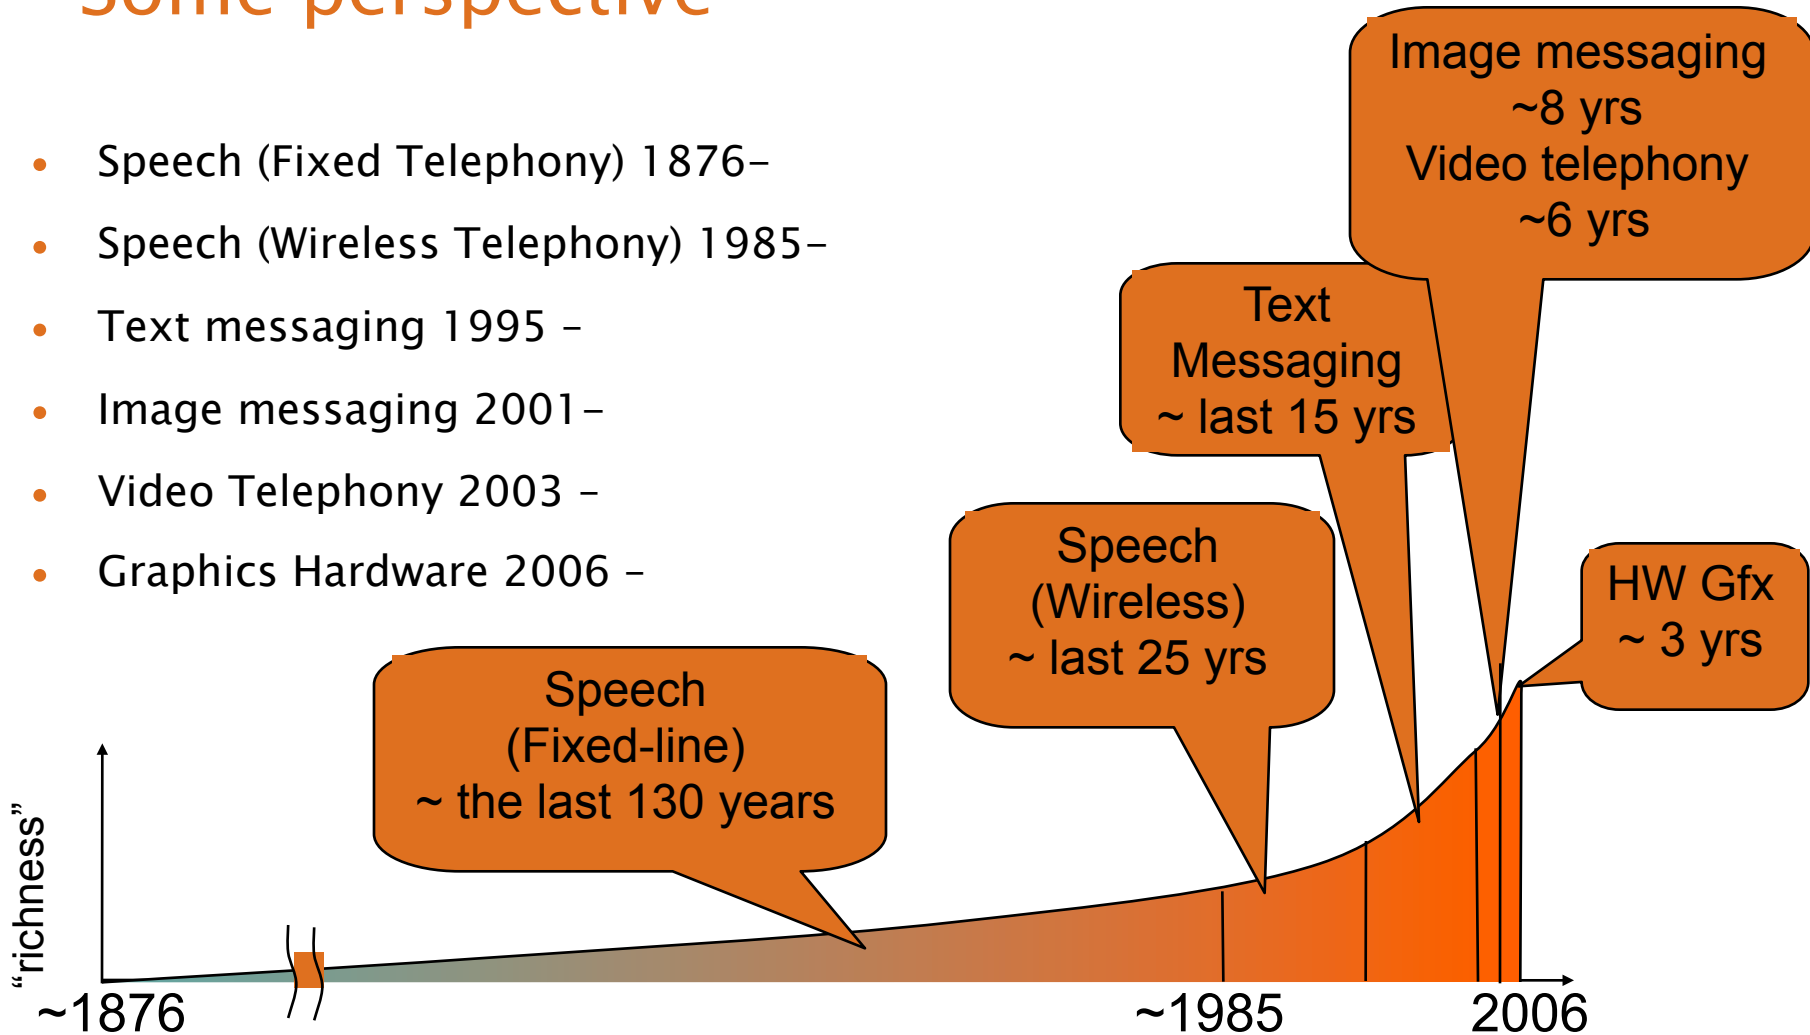 Some perspective
• Speech (Fixed Telephony) 1876–
• Speech (Wireless Telephony) 1985–
• Text messaging 1995 –
• Image messaging 2001–
• Video Telephony 2003 –
• Graphics Hardware 2006 –
Image messaging
~8 yrs
Video telephony
~6 yrs
Text
Messaging
~ last 15 yrs
Speech
(Wireless)
~ last 25 yrs
HW Gfx
~ 3 yrs
Speech
(Fixed-line)
~ the last 130 years
“richness”
~1876
~1985
2006